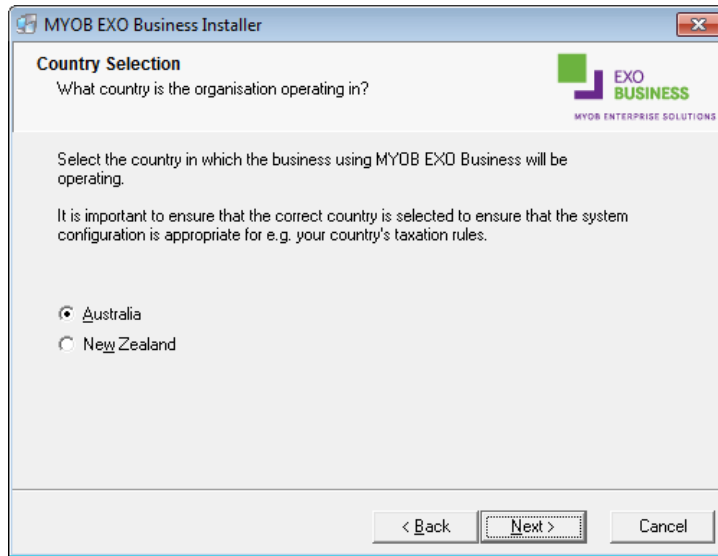 MYOB EXO Business Installer
Country Selection
What country is the organisation operating in?
EXO
BUSINESS
MYOB ENTERPRISE SOLUTIONS
Select the country in which the business using MYOB EXO Business will be
operating.
It is important to ensure that the correct country is selected to ensure that the system
configuration is appropriate for e.g. your country's taxation rules.
Australia
New Zealand
< Back
Next >
Cancel